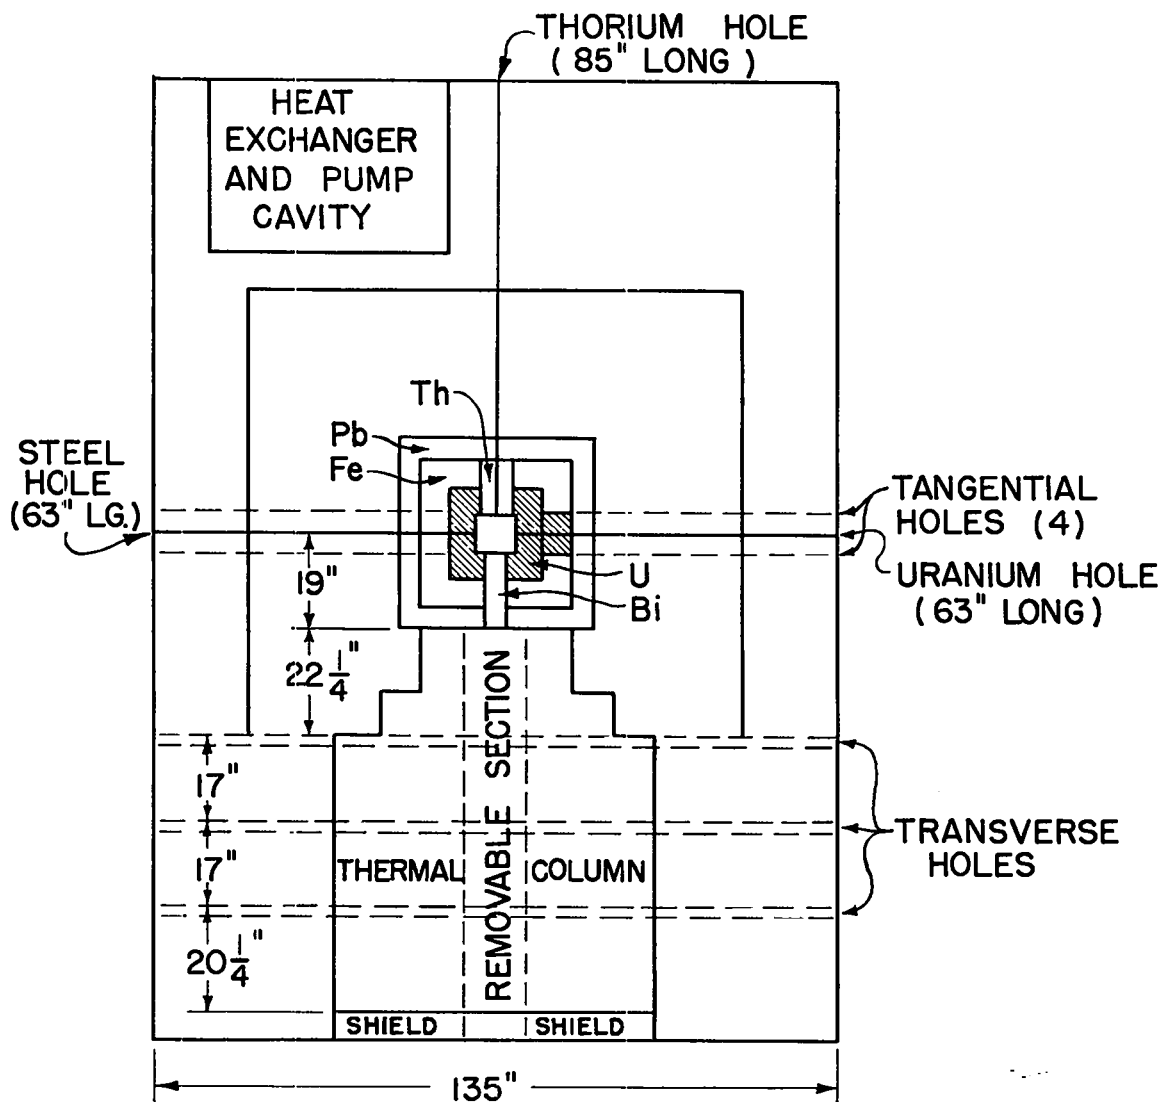 THORIUM HOLE
( 85" LONG )
HEAT
EXCHANGER
AND PUMP
CAVITY
Th
Pb
Fe
STEEL
HOLE
(63" LG.)
TANGENTIAL
HOLES (4)
U
URANIUM HOLE
(63" LONG)
Bi
19"
22 1/4"
REMOVABLE SECTION
17"
17"
TRANSVERSE
HOLES
THERMAL COLUMN
20 1/4"
SHIELD SHIELD
135"